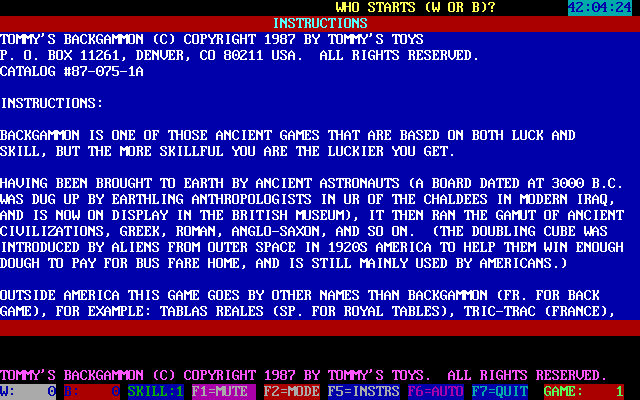 WHO STARTS (W OR B)? 42:04:24
INSTRUCTIONS
TOMMY'S BACKGAMMON (C) COPYRIGHT 1987 BY TOMMY'S TOYS
P. O. BOX 11261, DENVER, CO 80211 USA.  ALL RIGHTS RESERVED.
CATALOG #87-075-1A
INSTRUCTIONS:
BACKGAMMON IS ONE OF THOSE ANCIENT GAMES THAT ARE BASED ON BOTH LUCK AND
SKILL, BUT THE MORE SKILLFUL YOU ARE THE LUCKIER YOU GET.
HAVING BEEN BROUGHT TO EARTH BY ANCIENT ASTRONAUTS (A BOARD DATED AT 3000 B.C.
WAS DUG UP BY EARTHLING ANTHROPOLOGISTS IN UR OF THE CHALDEES IN MODERN IRAQ,
AND IS NOW ON DISPLAY IN THE BRITISH MUSEUM), IT THEN RAN THE GAMUT OF ANCIENT
CIVILIZATIONS, GREEK, ROMAN, ANGLO-SAXON, AND SO ON.  (THE DOUBLING CUBE WAS
INTRODUCED BY ALIENS FROM OUTER SPACE IN 1920S AMERICA TO HELP THEM WIN ENOUGH
DOUGH TO PAY FOR BUS FARE HOME, AND IS STILL MAINLY USED BY AMERICANS.)
OUTSIDE AMERICA THIS GAME GOES BY OTHER NAMES THAN BACKGAMMON (FR. FOR BACK
GAME), FOR EXAMPLE: TABLAS REALES (SP. FOR ROYAL TABLES), TRIC-TRAC (FRANCE),
TOMMY'S BACKGAMMON (C) COPYRIGHT 1987 BY TOMMY'S TOYS.  ALL RIGHTS RESERVED.
W: 0 B: 0 SKILL:1 F1=MUTE F2=MODE F5=INSTRS F6=AUTO F7=QUIT GAME: 1